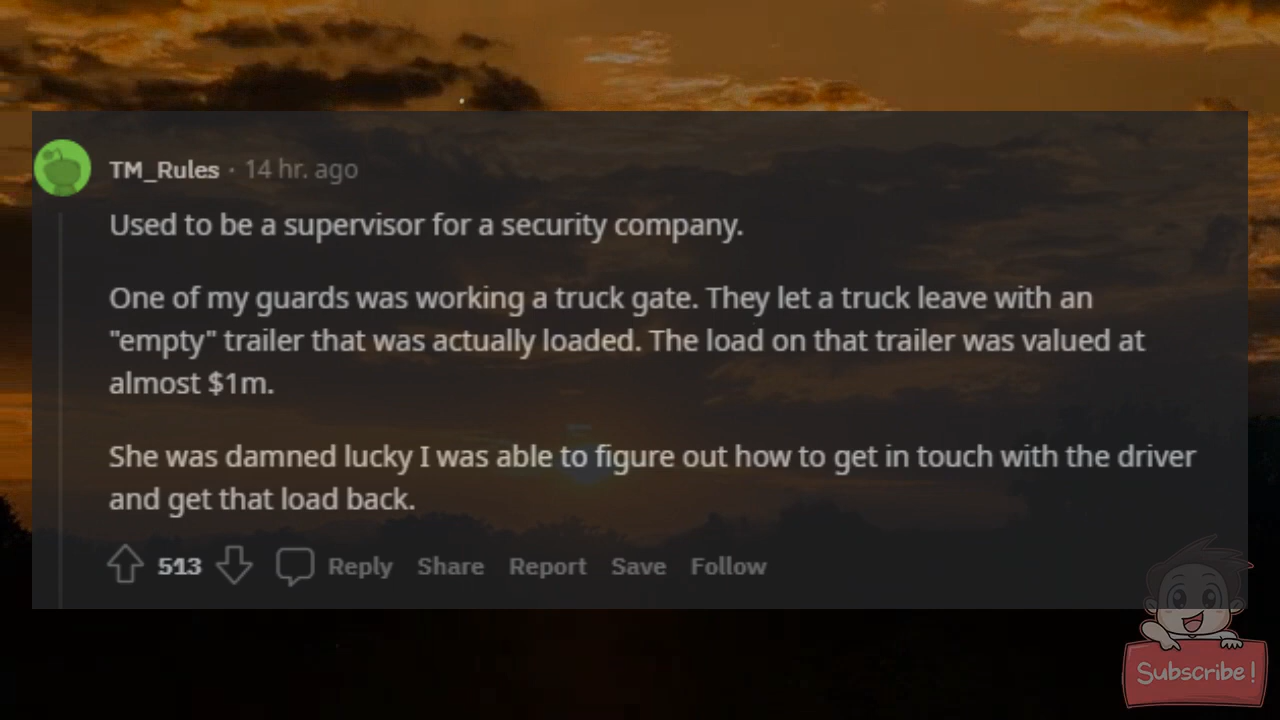 TM_Rules · 14 hr. ago
Used to be a supervisor for a security company.
One of my guards was working a truck gate. They let a truck leave with an
"empty" trailer that was actually loaded. The load on that trailer was valued at
almost $1m.
She was damned lucky I was able to figure out how to get in touch with the driver
and get that load back.
513 Reply Share Report Save Follow
Subscribe!